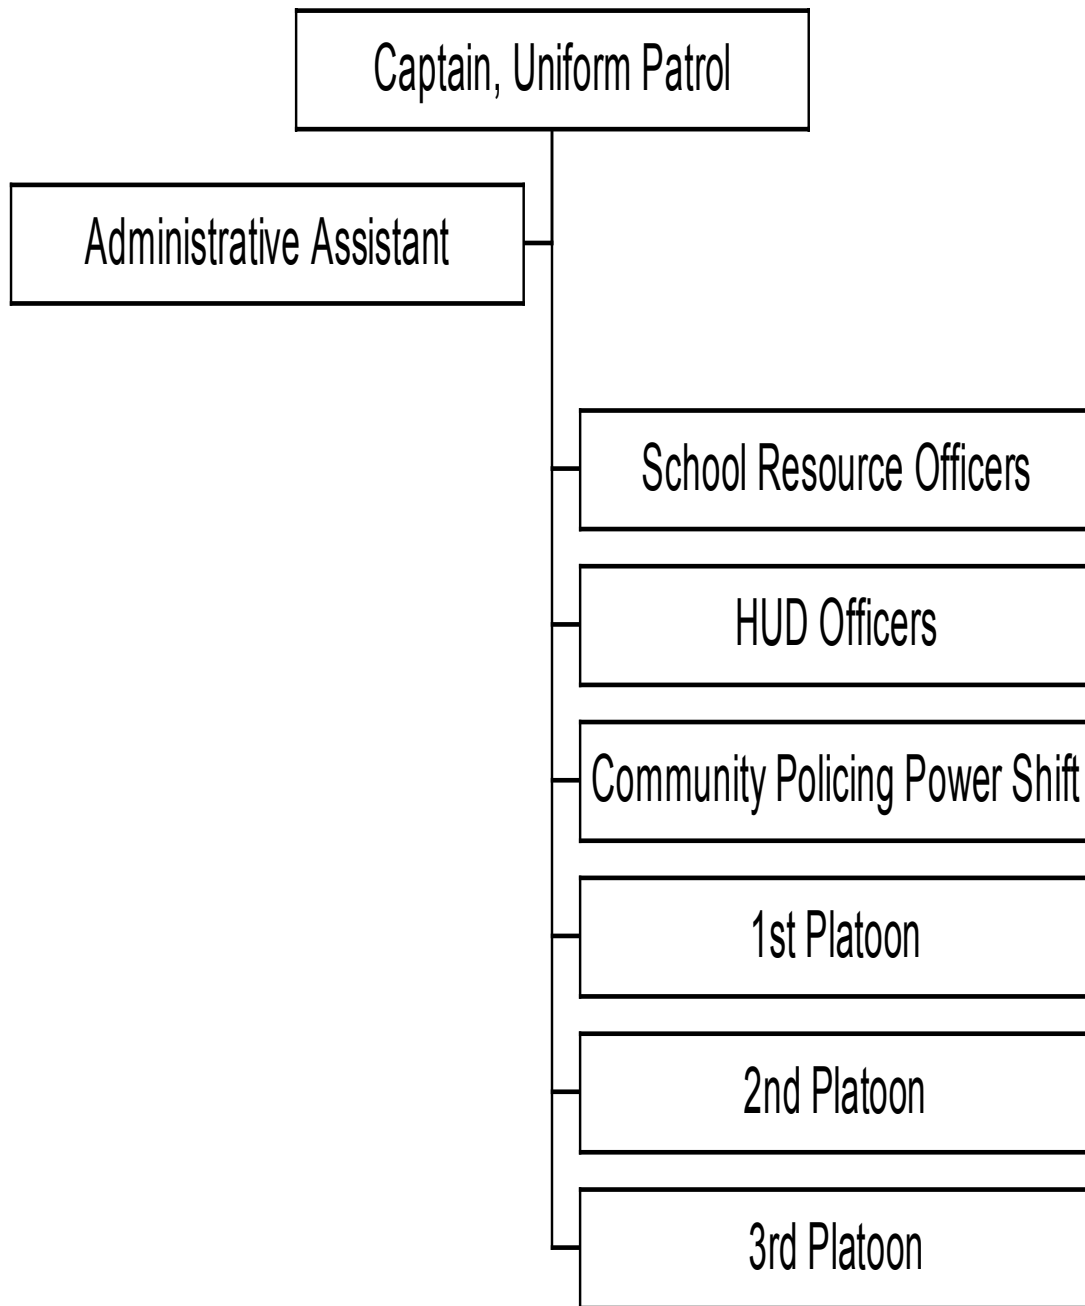 Captain, Uniform Patrol
Administrative Assistant
School Resource Officers
HUD Officers
Community Policing Power Shift
1st Platoon
2nd Platoon
3rd Platoon